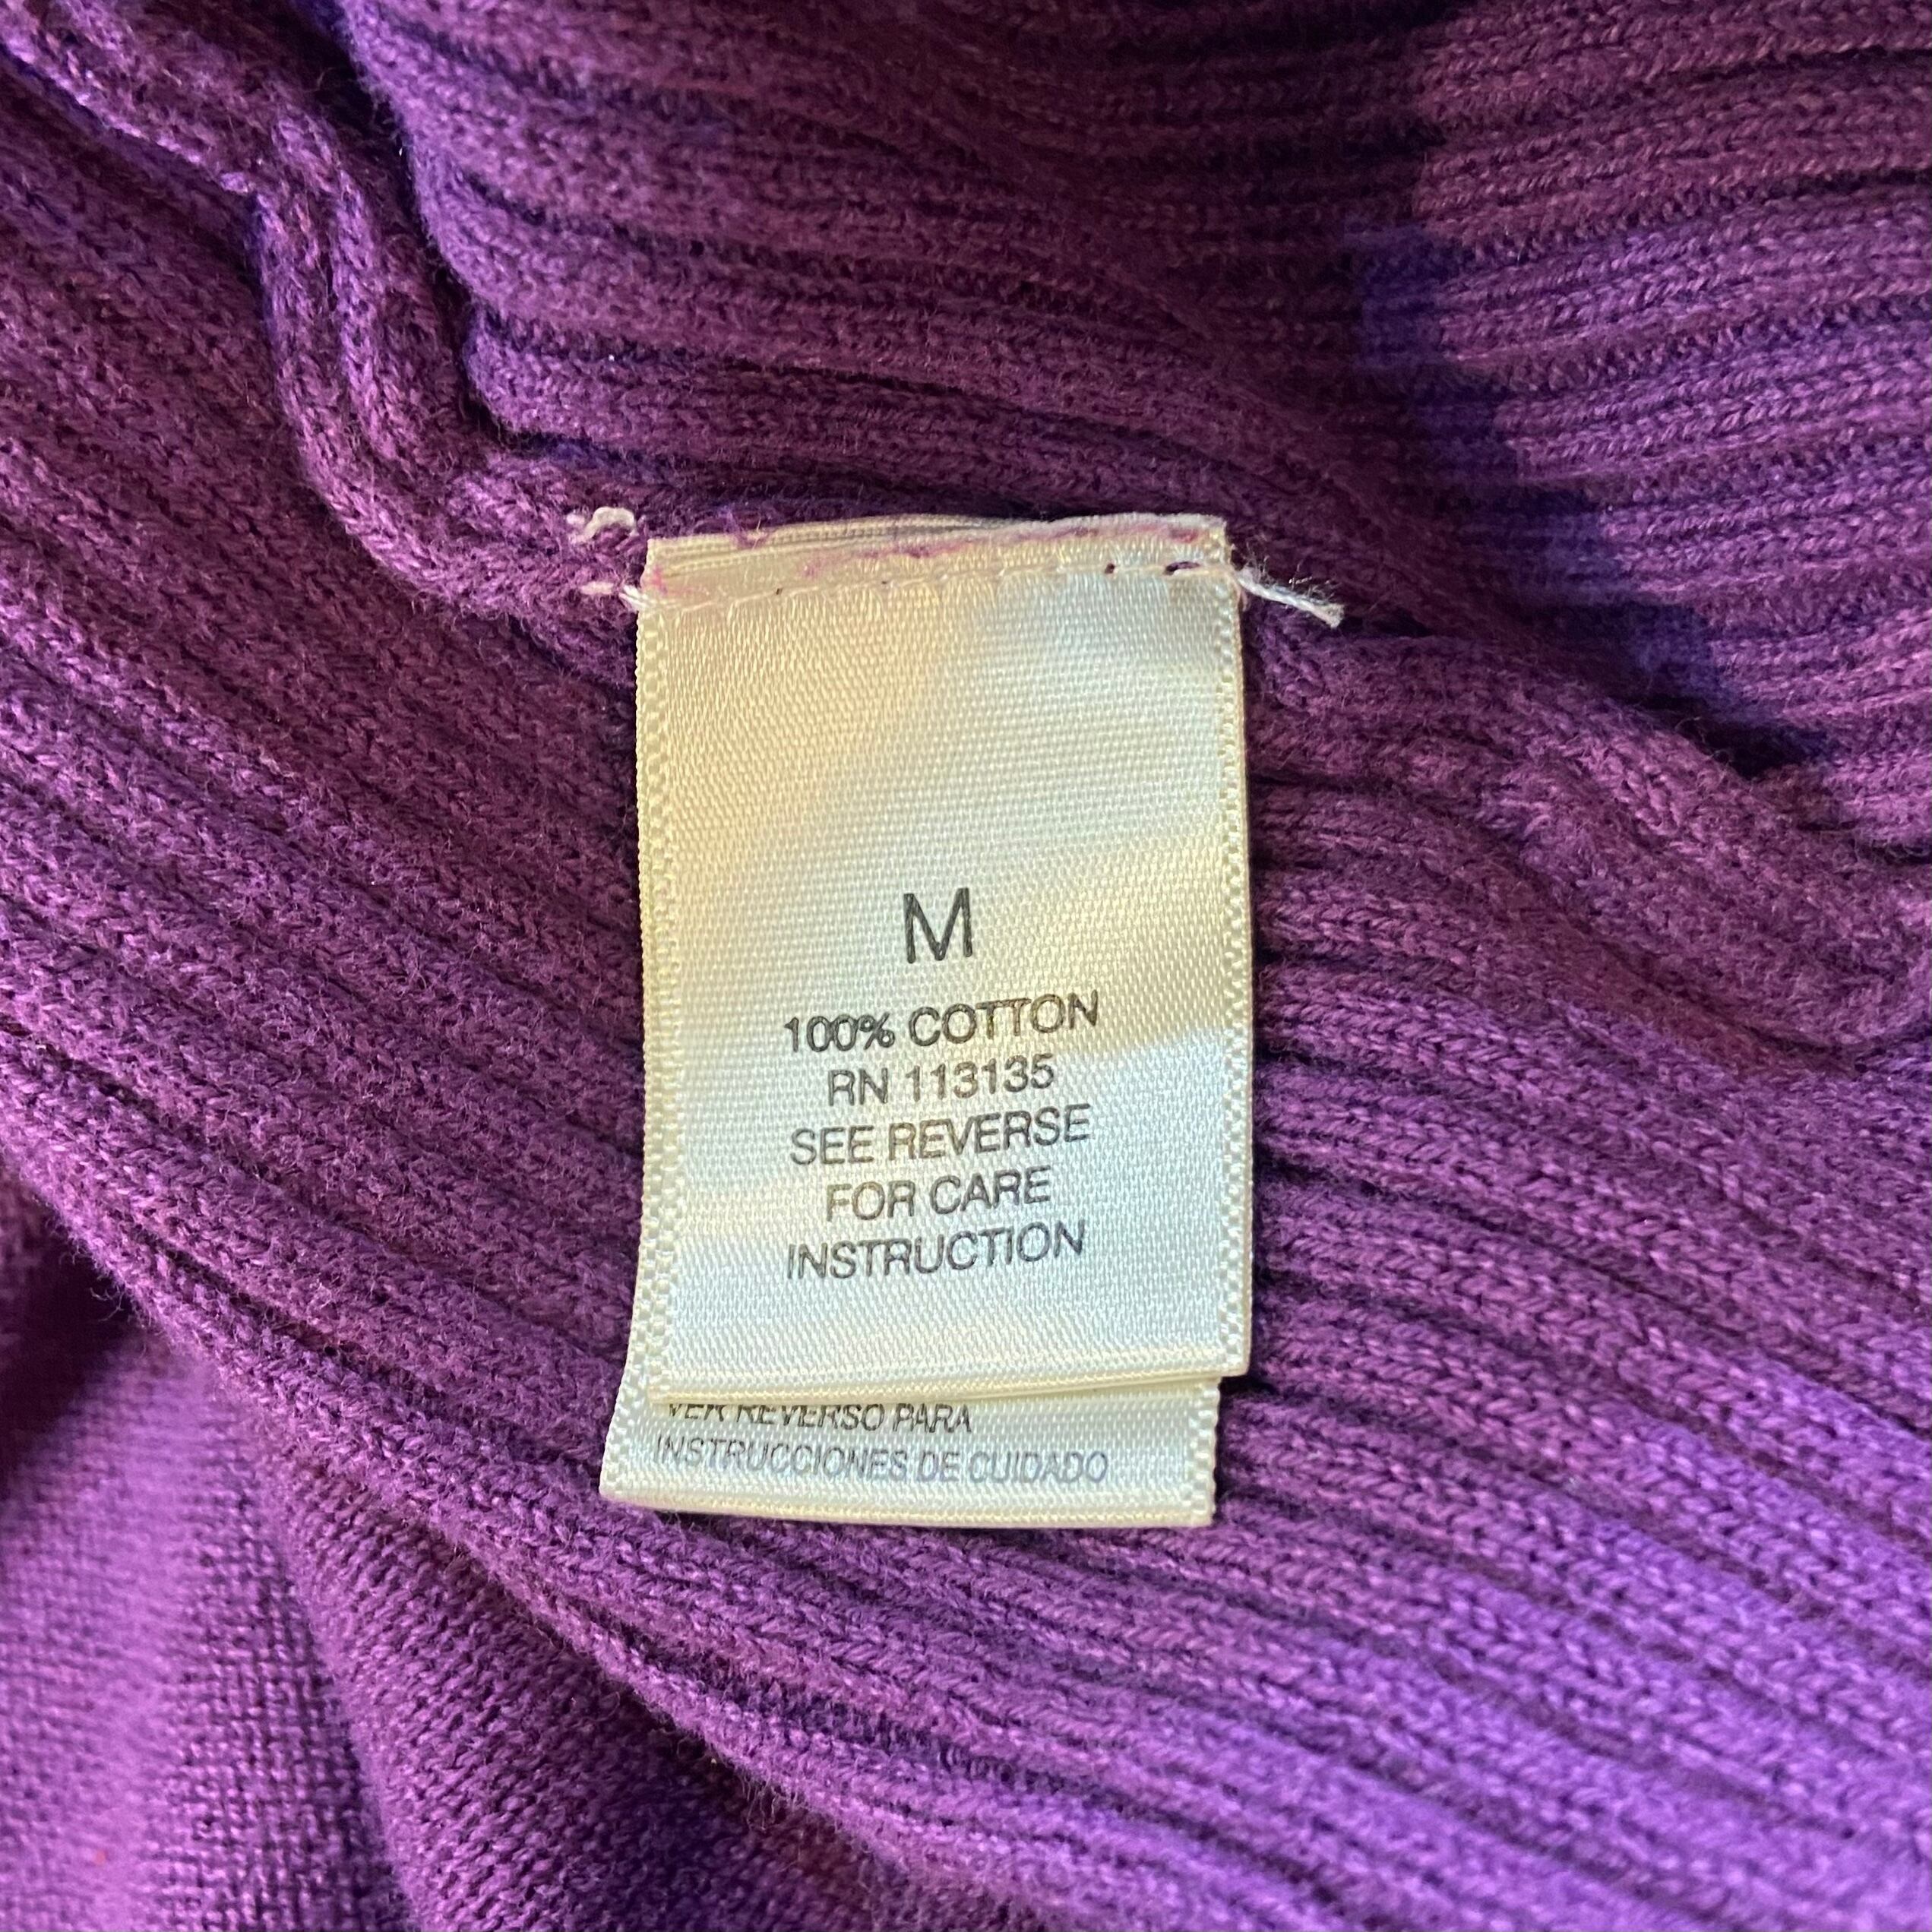 M
100% COTTON
RN 113135
SEE REVERSE
FOR CARE
INSTRUCTION
VER REVERSO PARA
INSTRUCCIONES DE CUIDADO